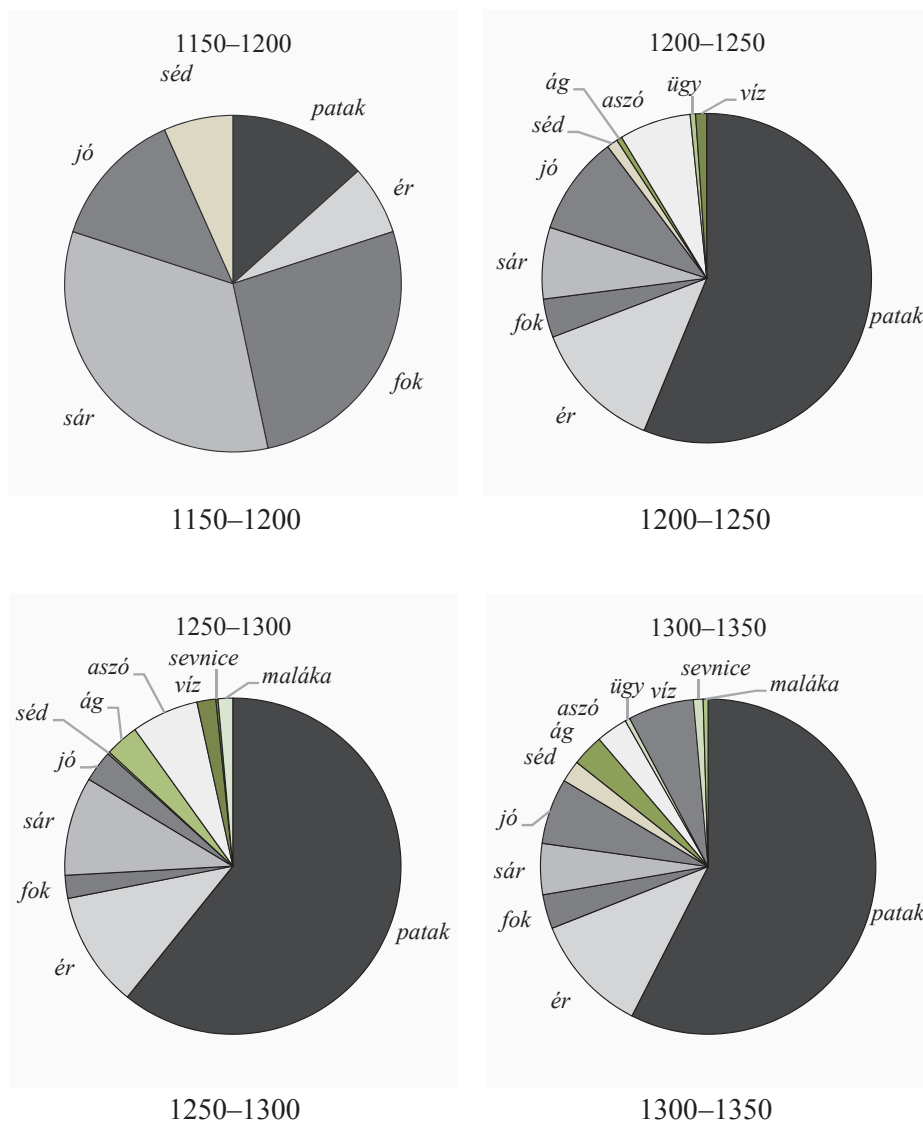 1150–1200
séd
patak
jó
ér
fok
sár
1150–1200
1200–1250
ügy
ág
víz
aszó
séd
jó
sár
fok
patak
ér
1200–1250
1250–1300
sevnice
aszó
víz
maláka
ág
séd
jó
sár
fok
patak
ér
1250–1300
1300–1350
sevnice
maláka
ügy
víz
aszó
ág
séd
jó
sár
fok
patak
ér
1300–1350